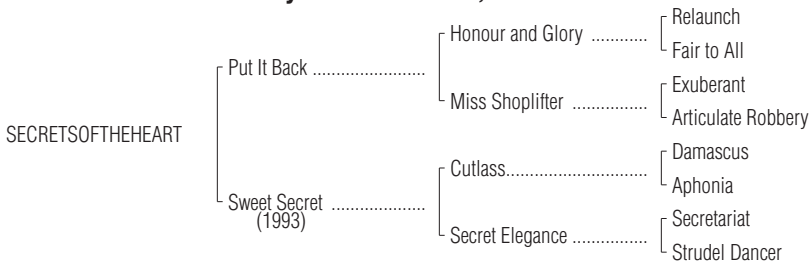 Relaunch
Honour and Glory ............
Fair to All
Put It Back ........................
Exuberant
Miss Shoplifter ................
Articulate Robbery
SECRETSOFTHEHEART
Damascus
Cutlass..............................
Aphonia
Sweet Secret ....................
(1993)
Secretariat
Secret Elegance ................
Strudel Dancer